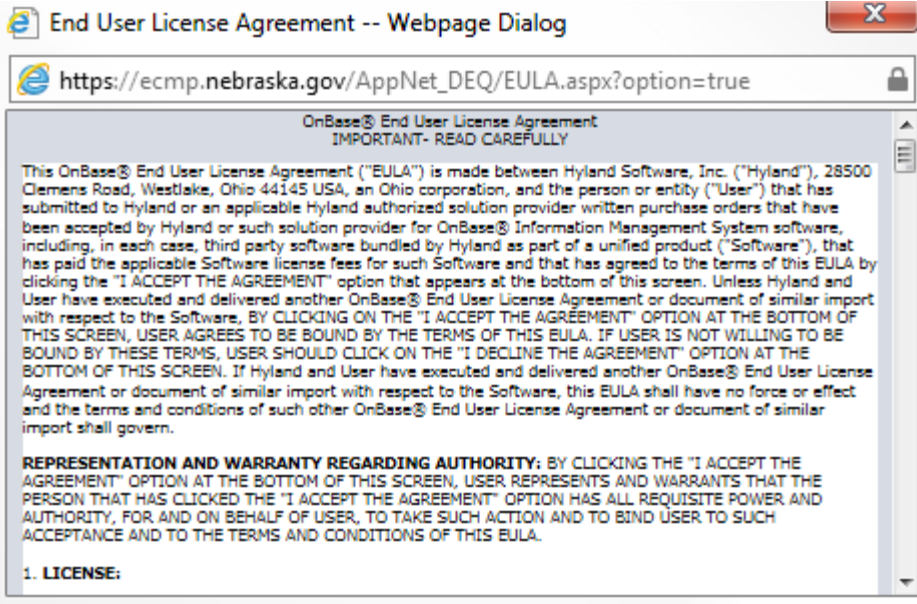 End User License Agreement -- Webpage Dialog
https://ecmp.nebraska.gov/AppNet_DEQ/EULA.aspx?option=true
OnBase® End User License Agreement
IMPORTANT- READ CAREFULLY
This OnBase® End User License Agreement ("EULA") is made between Hyland Software, Inc. ("Hyland"), 28500
Clemens Road, Westlake, Ohio 44145 USA, an Ohio corporation, and the person or entity ("User") that has
submitted to Hyland or an applicable Hyland authorized solution provider written purchase orders that have
been accepted by Hyland or such solution provider for OnBase® Information Management System software,
including, in each case, third party software bundled by Hyland as part of a unified product ("Software"), that
has paid the applicable Software license fees for such Software and that has agreed to the terms of this EULA by
clicking the "I ACCEPT THE AGREEMENT" option that appears at the bottom of this screen. Unless Hyland and
User have executed and delivered another OnBase® End User License Agreement or document of similar import
with respect to the Software, BY CLICKING ON THE "I ACCEPT THE AGREEMENT" OPTION AT THE BOTTOM OF
THIS SCREEN, USER AGREES TO BE BOUND BY THE TERMS OF THIS EULA. IF USER IS NOT WILLING TO BE
BOUND BY THESE TERMS, USER SHOULD CLICK ON THE "I DECLINE THE AGREEMENT" OPTION AT THE
BOTTOM OF THIS SCREEN. If Hyland and User have executed and delivered another OnBase® End User License
Agreement or document of similar import with respect to the Software, this EULA shall have no force or effect
and the terms and conditions of such other OnBase® End User License Agreement or document of similar
import shall govern.
REPRESENTATION AND WARRANTY REGARDING AUTHORITY: BY CLICKING THE "I ACCEPT THE
AGREEMENT" OPTION AT THE BOTTOM OF THIS SCREEN, USER REPRESENTS AND WARRANTS THAT THE
PERSON THAT HAS CLICKED THE "I ACCEPT THE AGREEMENT" OPTION HAS ALL REQUISITE POWER AND
AUTHORITY, FOR AND ON BEHALF OF USER, TO TAKE SUCH ACTION AND TO BIND USER TO SUCH
ACCEPTANCE AND TO THE TERMS AND CONDITIONS OF THIS EULA.
1. LICENSE: